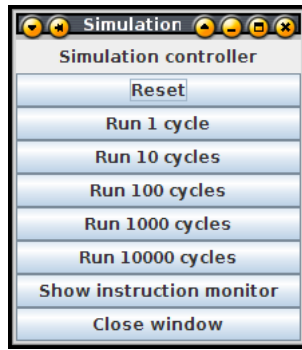 Simulation
Simulation controller
Reset
Run 1 cycle
Run 10 cycles
Run 100 cycles
Run 1000 cycles
Run 10000 cycles
Show instruction monitor
Close window